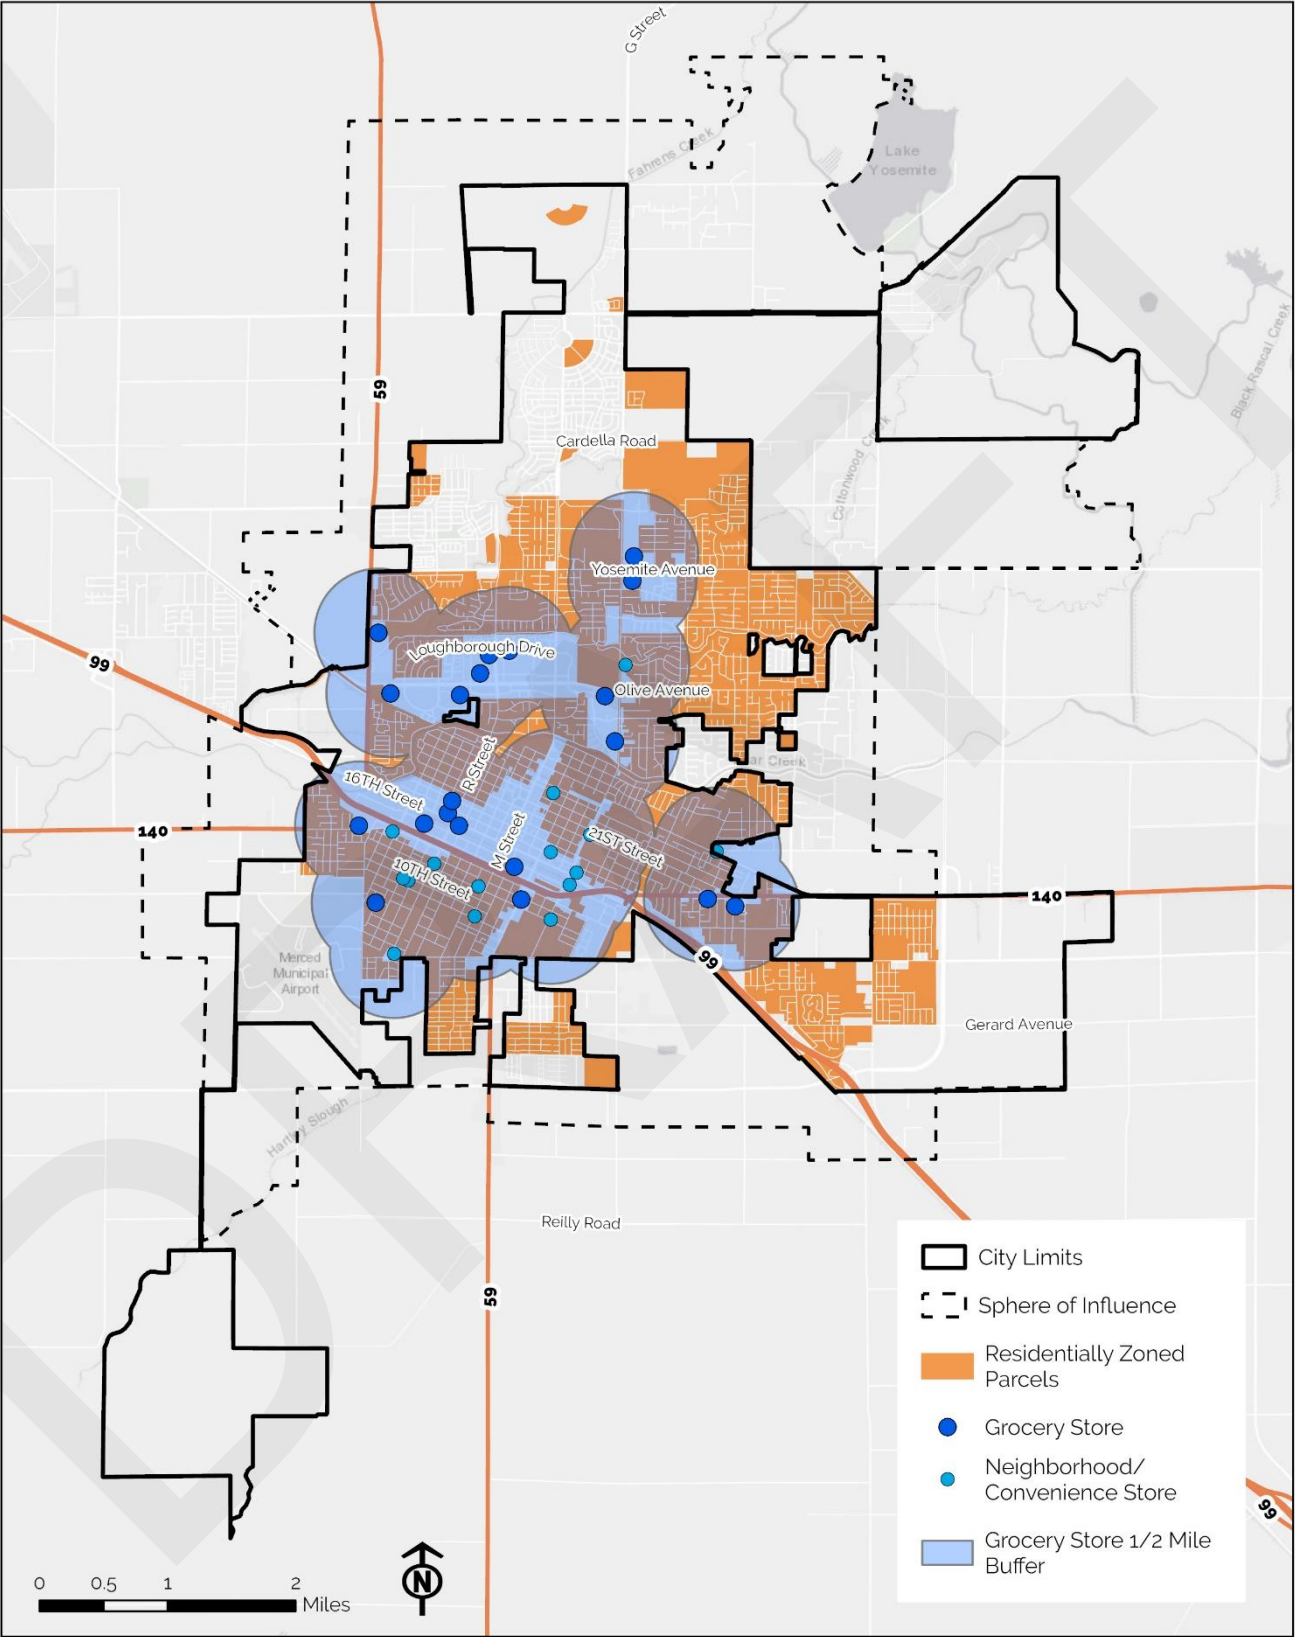 G Street
Lake
Yosemite
Fahrens Creek
Black Rascal Creek
59
Cardella Road
Cottonwood Creek
Yosemite Avenue
Loughborough Drive
99
Olive Avenue
R Street
16TH Street
140
M Street
21ST Street
10TH Street
140
99
Merced
Municipal
Airport
Gerard Avenue
Hartley Slough
Reilly Road
59
City Limits
Sphere of Influence
Residentially Zoned
Parcels
Grocery Store
Neighborhood/
Convenience Store
Grocery Store 1/2 Mile
Buffer
99
0 0.5 1 2
Miles
N
DRAFT